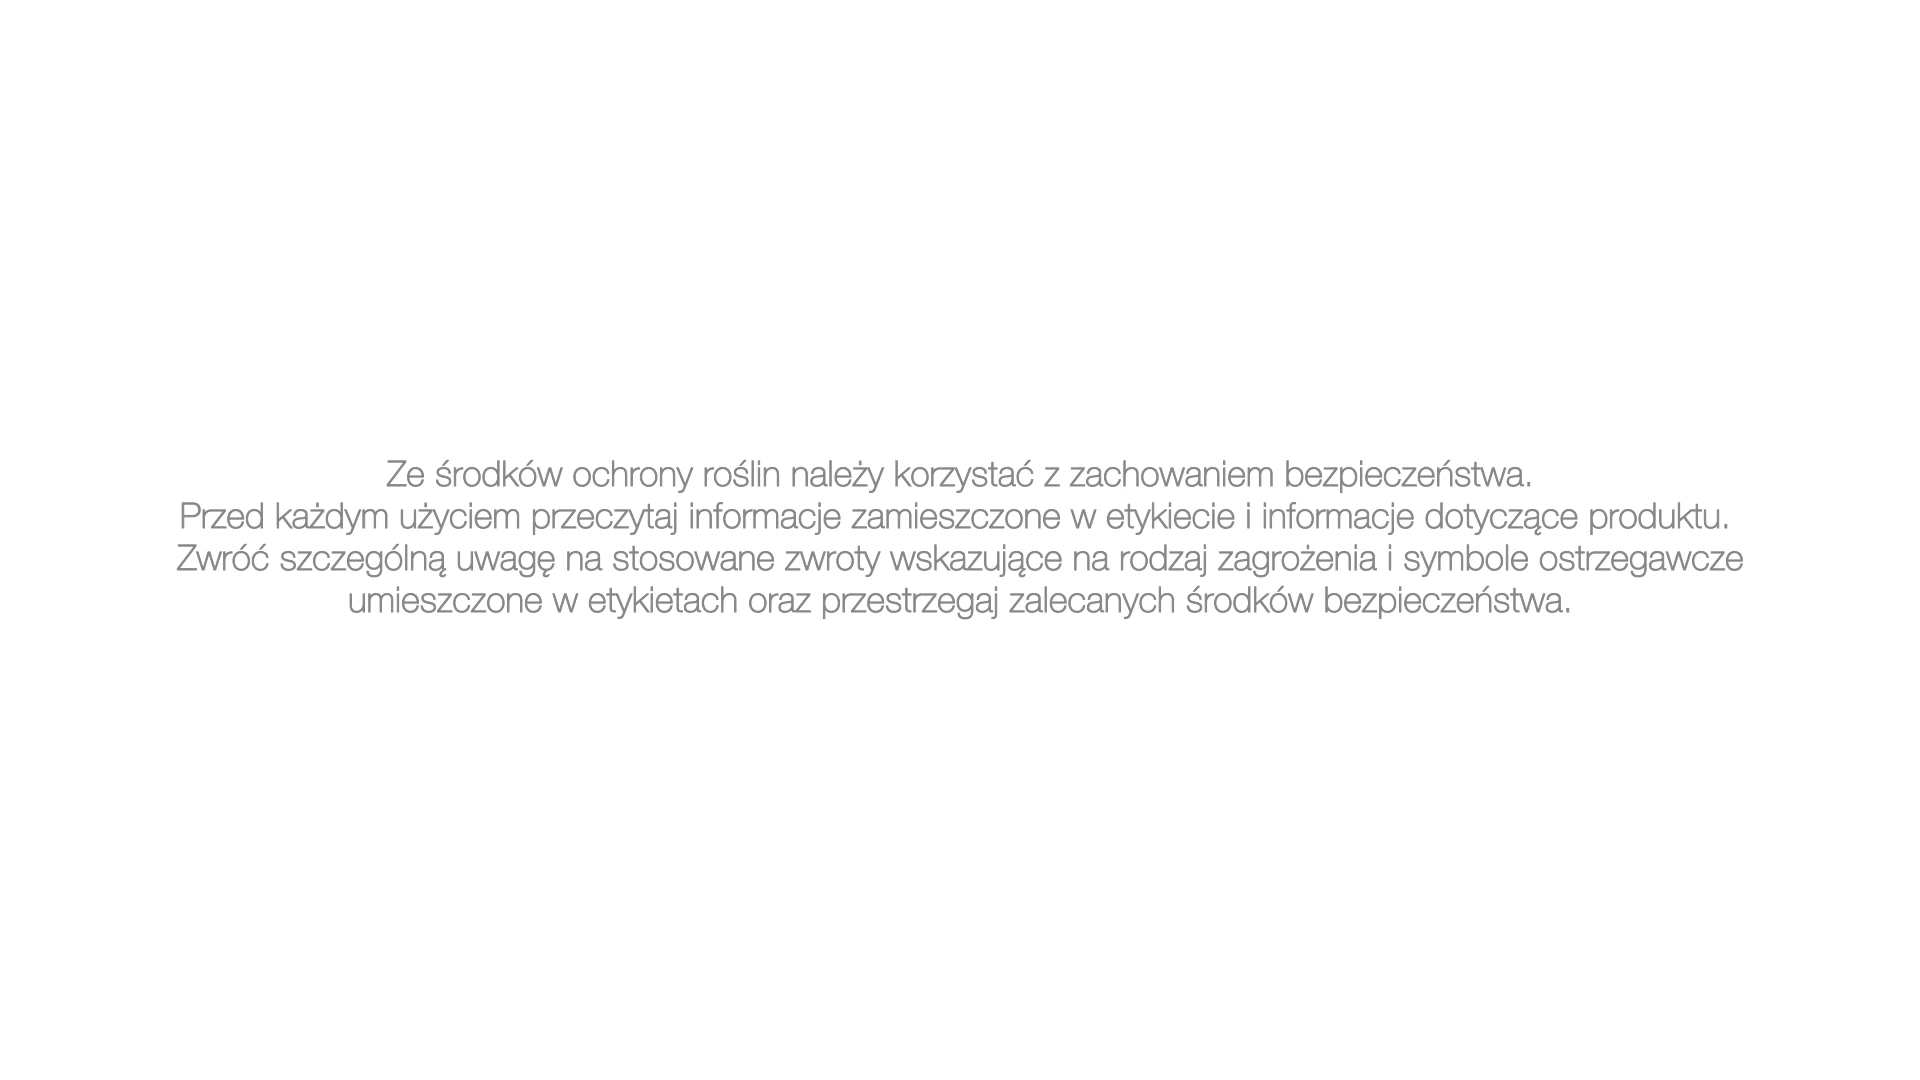 Ze środków ochrony roślin należy korzystać z zachowaniem bezpieczeństwa.
Przed każdym użyciem przeczytaj informacje zamieszczone w etykiecie i informacje dotyczące produktu.
Zwróć szczególną uwagę na stosowane zwroty wskazujące na rodzaj zagrożenia i symbole ostrzegawcze
umieszczone w etykietach oraz przestrzegaj zalecanych środków bezpieczeństwa.